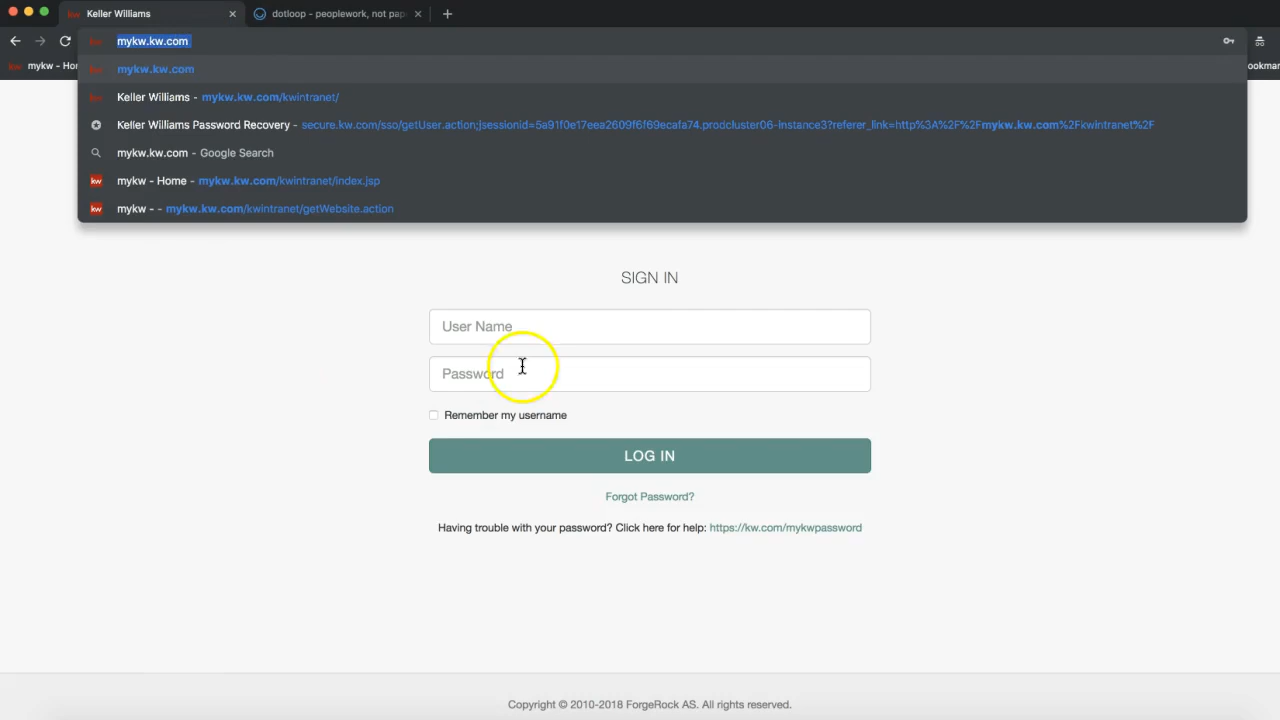 Keller Williams
dotloop - peoplework, not pap
mykw.kw.com
mykw - Ho
ookmar
mykw.kw.com
Keller Williams - mykw.kw.com/kwintranet/
Keller Williams Password Recovery - secure.kw.com/sso/getUser.action;jsessionid=5a91f0e17eea2609f6f69ecafa74.prodcluster06-instance3?referer_link=http%3A%2F%2Fmykw.kw.com%2Fkwintranet%2F
mykw.kw.com - Google Search
kw mykw - Home - mykw.kw.com/kwintranet/index.jsp
kw mykw - - mykw.kw.com/kwintranet/getWebsite.action
SIGN IN
User Name
Password
Remember my username
LOG IN
Forgot Password?
Having trouble with your password? Click here for help: https://kw.com/mykwpassword
Copyright © 2010-2018 ForgeRock AS. All rights reserved.